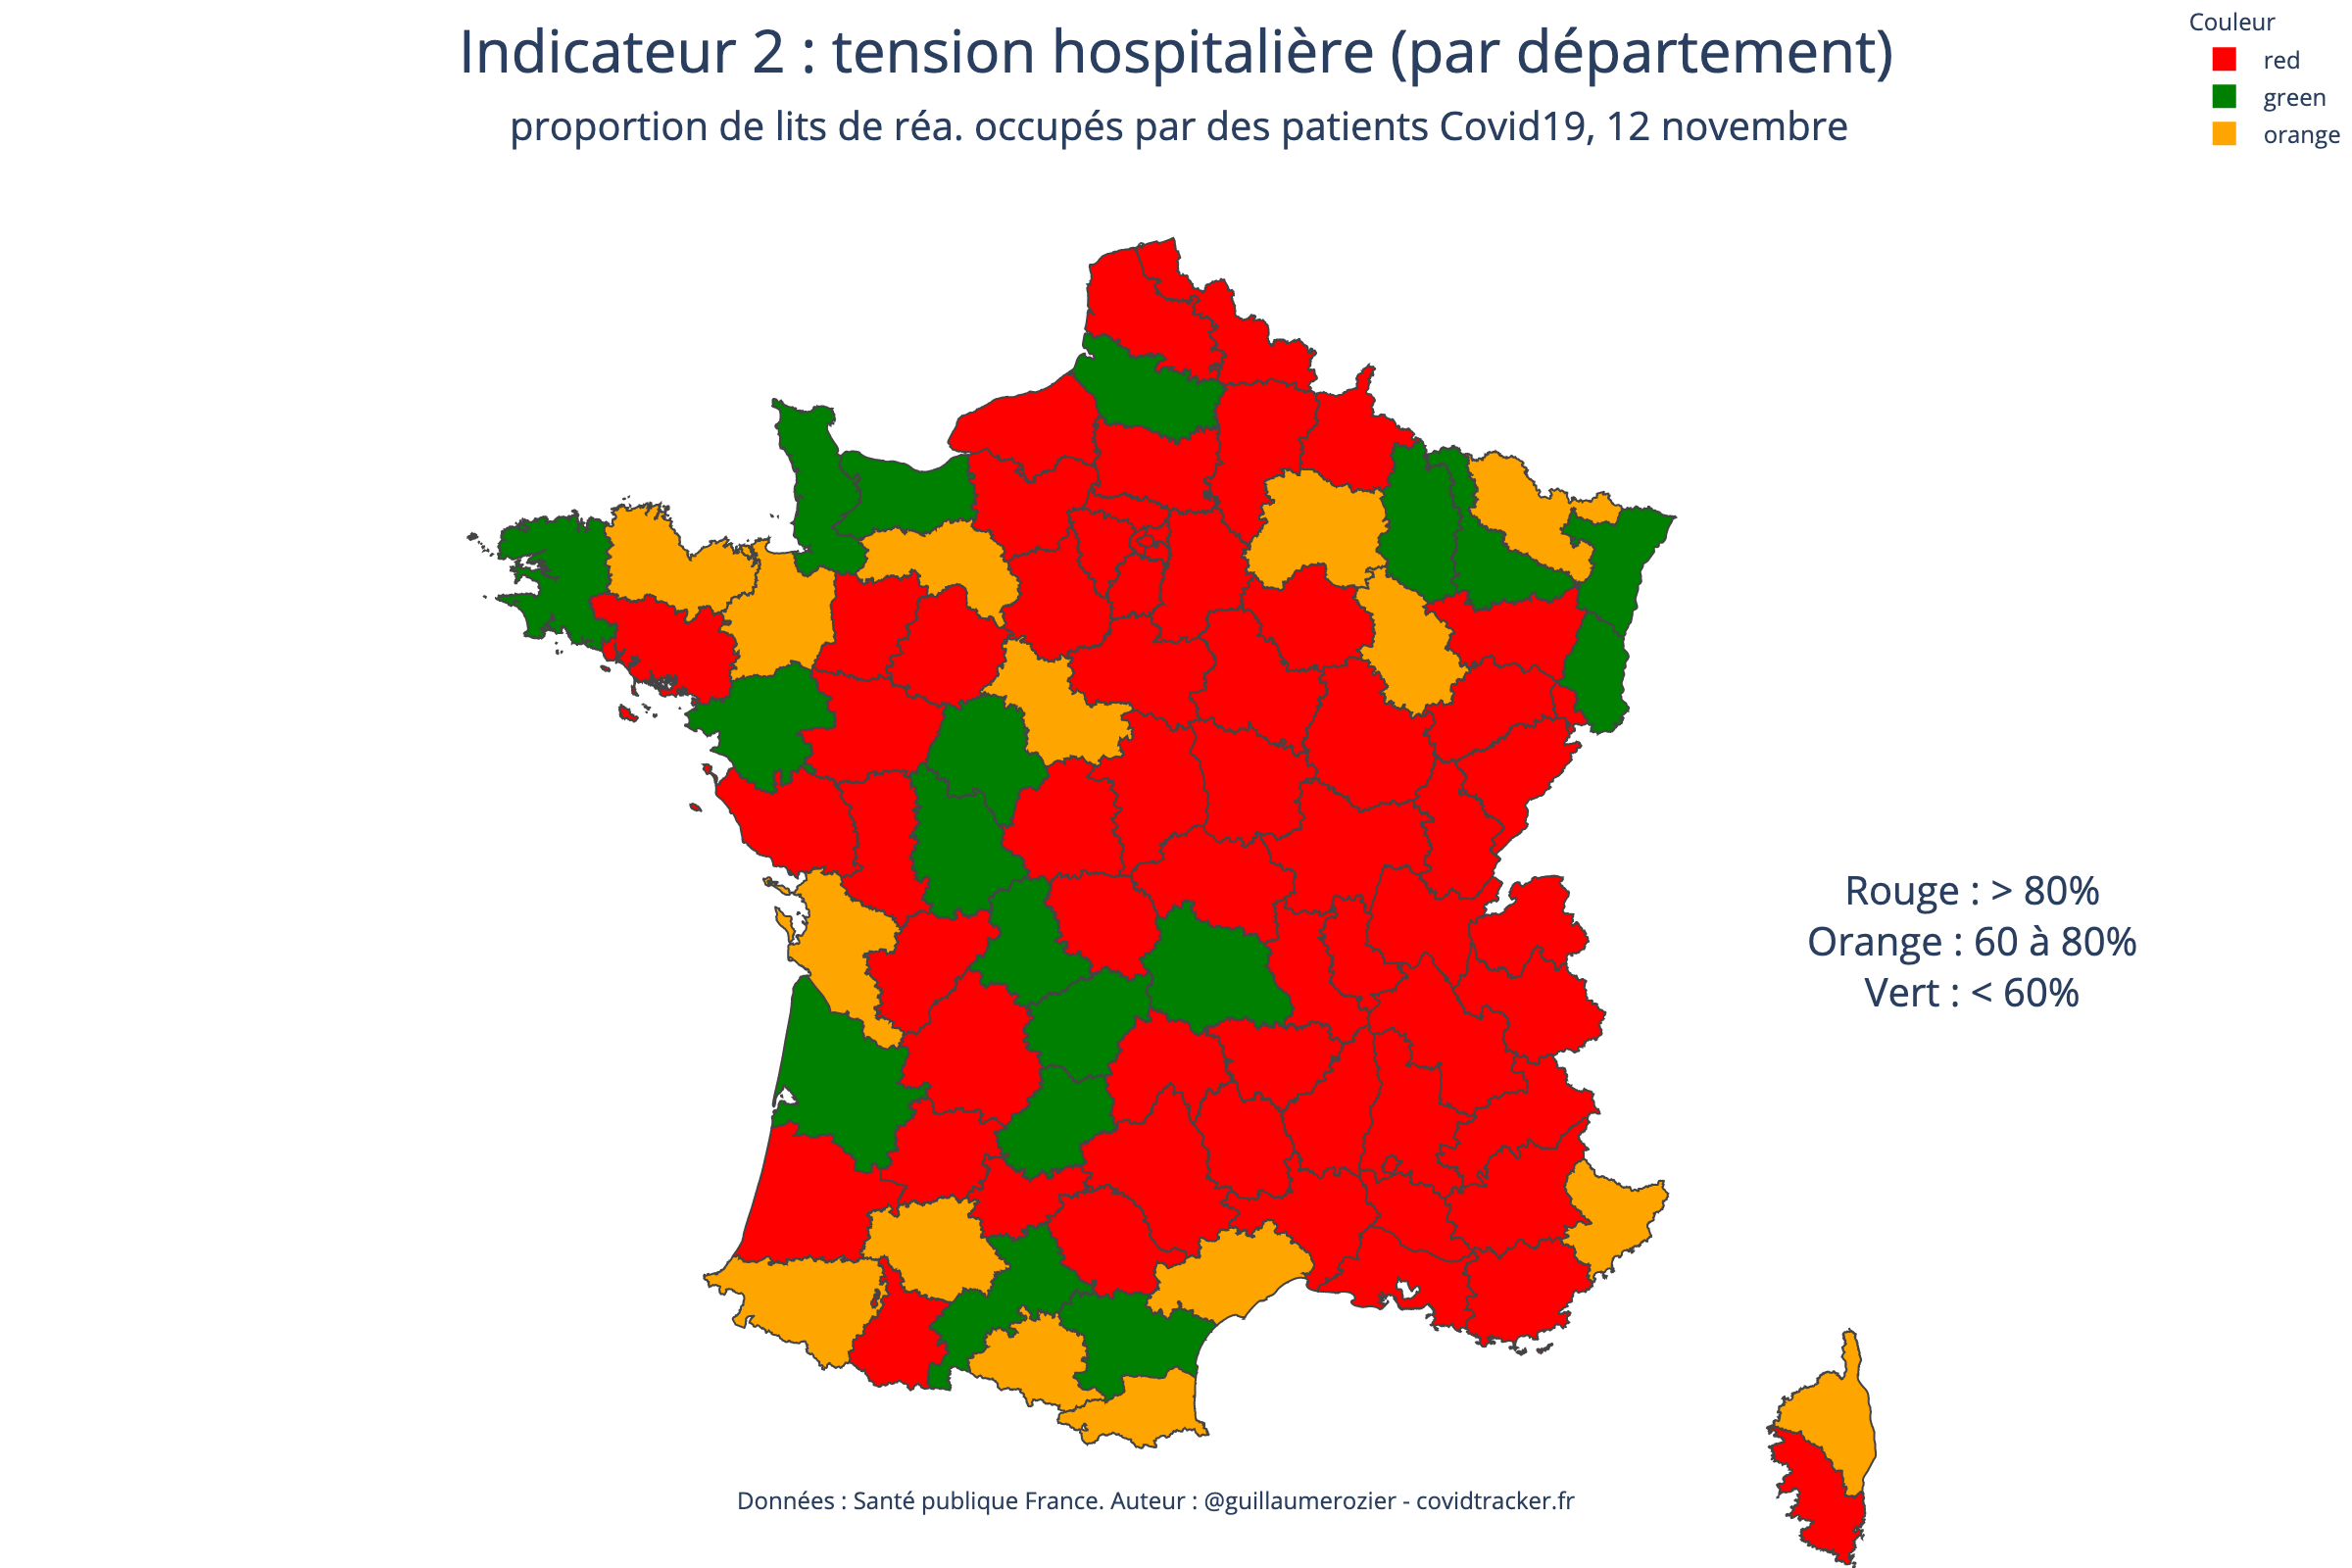 Indicateur 2 : tension hospitalière (par département)
proportion de lits de réa. occupés par des patients Covid19, 12 novembre
Couleur
red
green
orange
Rouge : > 80%
Orange : 60 à 80%
Vert : < 60%
Données : Santé publique France. Auteur : @guillaumerozier - covidtracker.fr